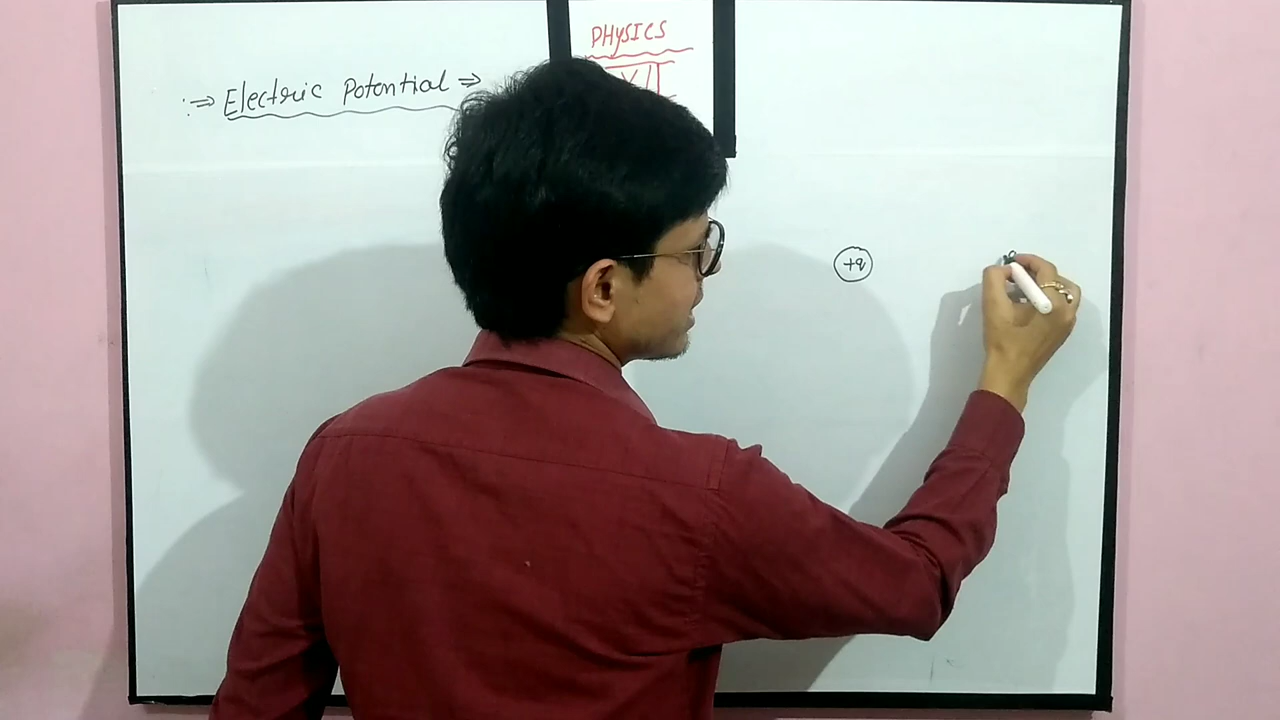 PHYSICS
:⇒ Electric Potential ⇒
+q